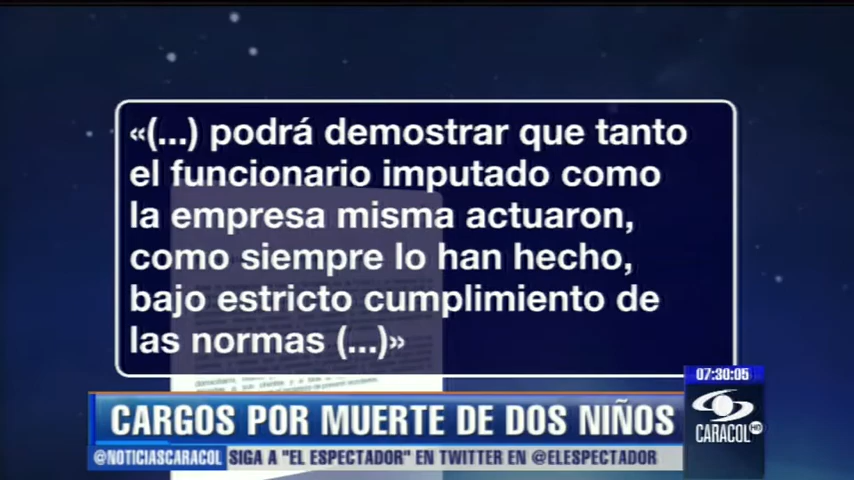 «(...) podrá demostrar que tanto
el funcionario imputado como
la empresa misma actuaron,
como siempre lo han hecho,
bajo estricto cumplimiento de
las normas (...)»
07:30:05
CARGOS POR MUERTE DE DOS NIÑOS
CARACOL HD
@NOTICIASCARACOL SIGA A "EL ESPECTADOR" EN TWITTER EN @ELESPECTADOR